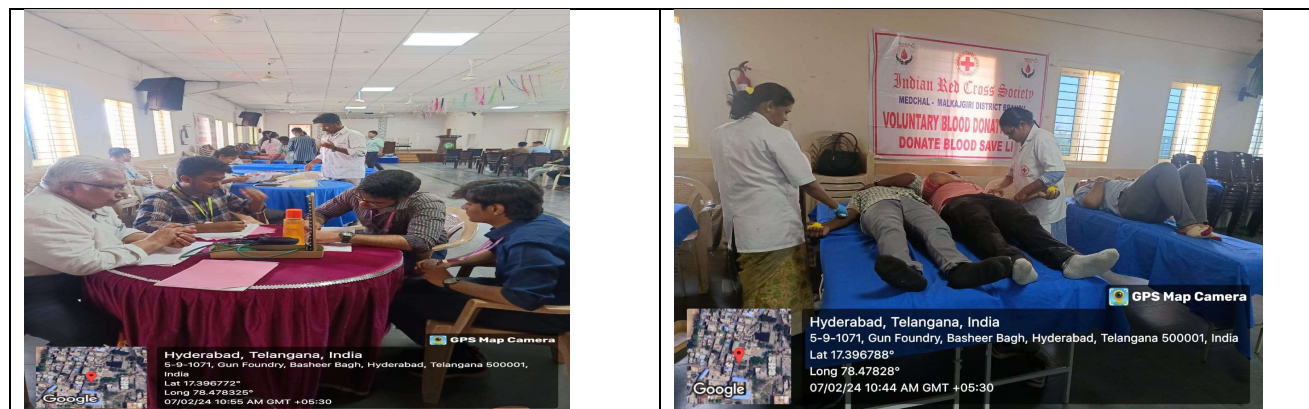 GPS Map Camera
Hyderabad, Telangana, India
5-9-1071, Gun Foundry, Basheer Bagh, Hyderabad, Telangana 500001,
India
Lat 17.396772°
Long 78.478325°
07/02/24 10:55 AM GMT +05:30
Google
Indian Red Cross Society
MEDCHAL - MALKAJGIRI DISTRICT
VOLUNTARY BLOOD
DONATE BLOOD SAVE
GPS Map Camera
Hyderabad, Telangana, India
5-9-1071, Gun Foundry, Basheer Bagh, Hyderabad, Telangana 500001, India
Lat 17.396788°
Long 78.47828°
07/02/24 10:44 AM GMT +05:30
Google